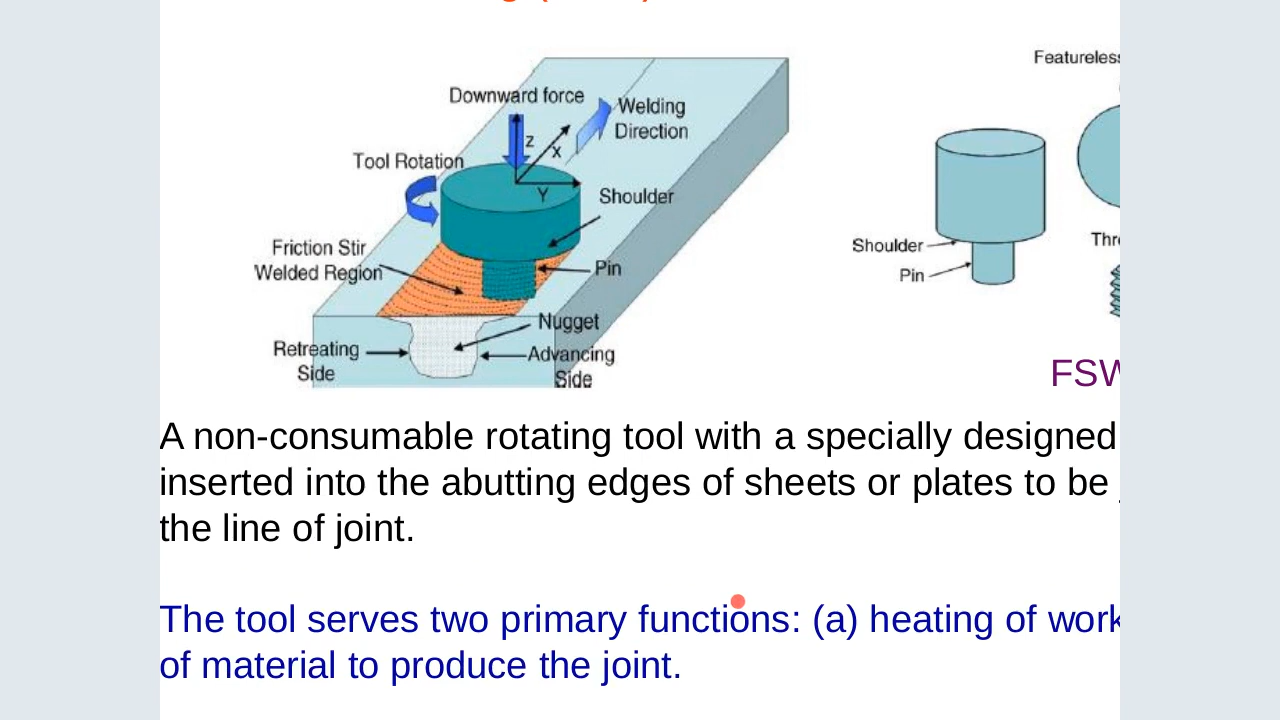 Downward force
Welding
Direction
z
x
Y
Tool Rotation
Shoulder
Friction Stir
Welded Region
Pin
Nugget
Retreating
Side
Advancing
Side
Featureless
Shoulder
Pin
FSW
A non-consumable rotating tool with a specially designed
inserted into the abutting edges of sheets or plates to be
the line of joint.
The tool serves two primary functions: (a) heating of work
of material to produce the joint.